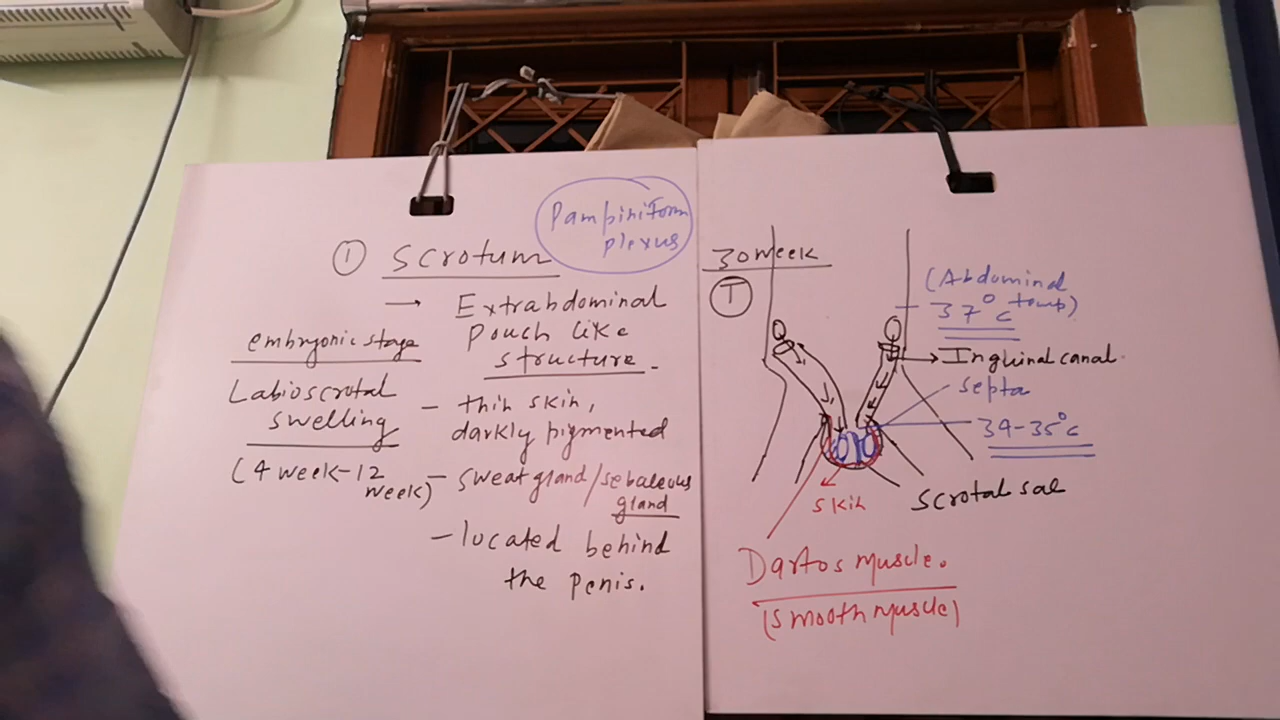 Pampiniform
plexus
① Scrotum
→ Extrabdominal
Pouch like
structure.
- thin skin,
darkly pigmented
- sweat gland/sebaceous
gland
- located behind
the penis.
embryonic stage
Labioscrotal
swelling
(4 week-12
week)
30 week
T
(Abdominal
37°c temp)
Inguinal canal
septa
34-35°c
scrotal sac
skin
Dartos muscle.
(smooth muscle)